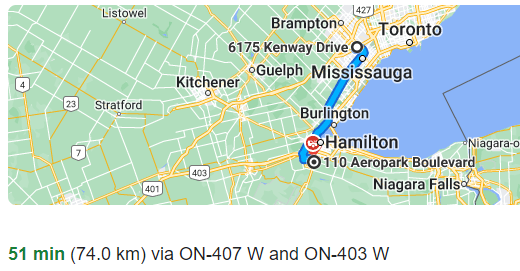 Listowel
427
Brampton
Toronto
6175 Kenway Drive
Guelph
Mississauga
4
Kitchener
23
Stratford
Burlington
Hamilton
Niagara-o
7
110 Aeropark Boulevard
403
Niagara Falls
401
51 min (74.0 km) via ON-407 W and ON-403 W